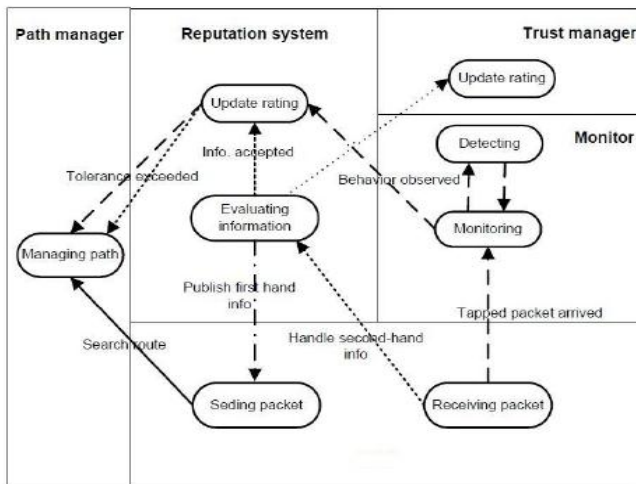 Path manager
Reputation system
Trust manager
Update rating
Update rating
Monitor
Detecting
Info. accepted
Tolerance exceeded
Behavior observed
Evaluating
information
Monitoring
Managing path
Publish first hand
info
Tapped packet arrived
Handle second-hand
info
Search route
Seding packet
Receiving packet